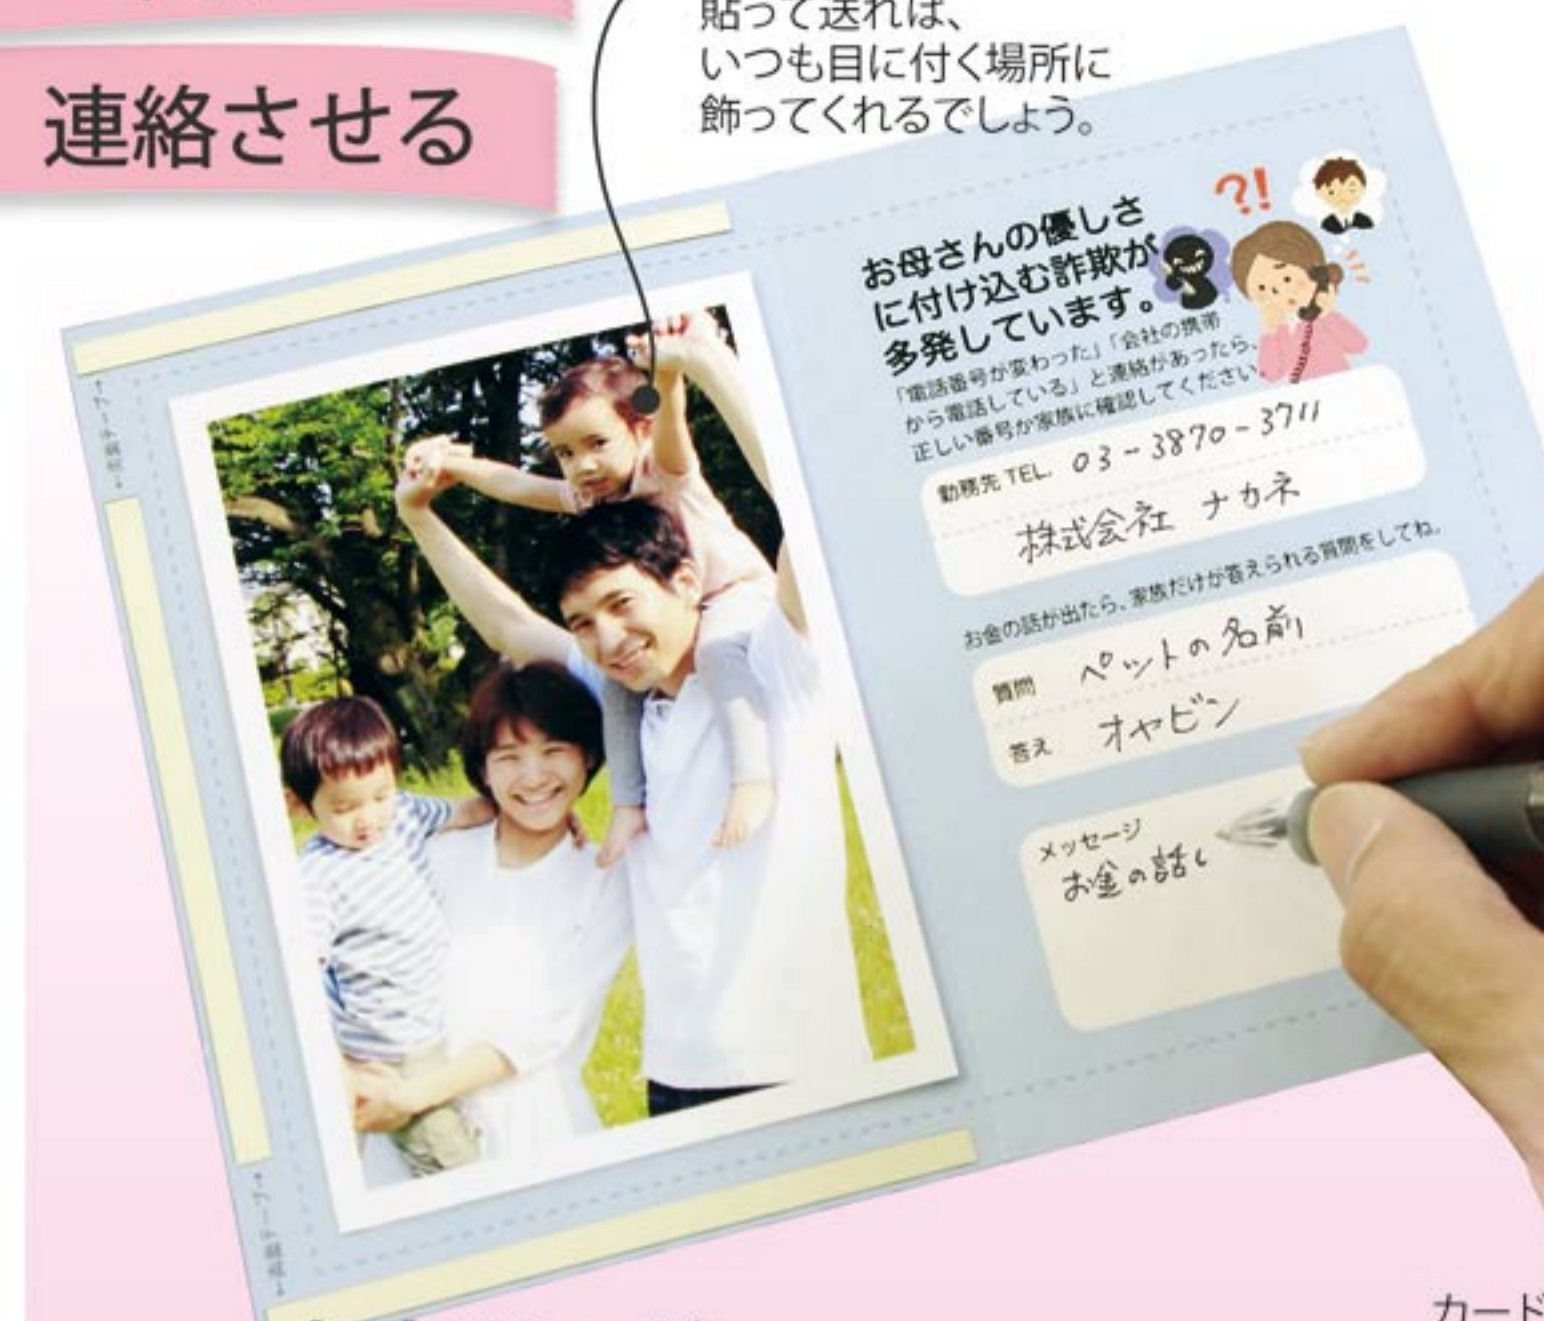 連絡させる
貼って送れば、
いつも目に付く場所に
飾ってくれるでしょう。
?!
お母さんの優しさ
に付け込む詐欺が
多発しています。
「電話番号が変わった」「会社の携帯
から電話している」と連絡があったら、
正しい番号か家族に確認してください
勤務先 TEL. 03-3870-3711
株式会社 ナカネ
お金の話が出たら、家族だけが答えられる質問をしてね。
質問 ペットの名前
答え オヤビン
メッセージ
お金の話し
カード